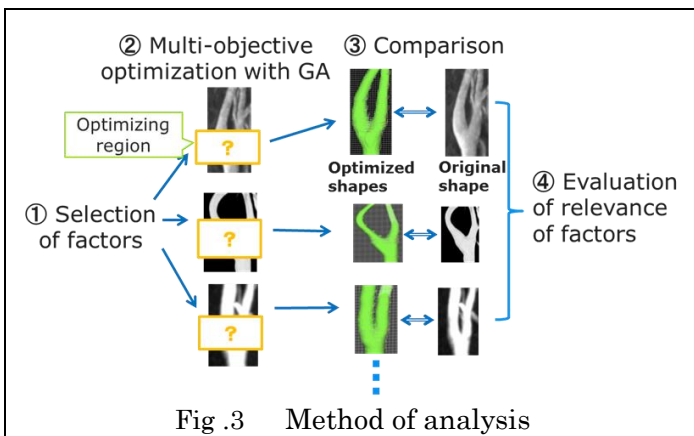 ② Multi-objective
optimization with GA
③ Comparison
Optimizing
region
?
Optimized
shapes
Original
shape
① Selection
of factors
?
④ Evaluation
of relevance
of factors
?
Fig .3 Method of analysis